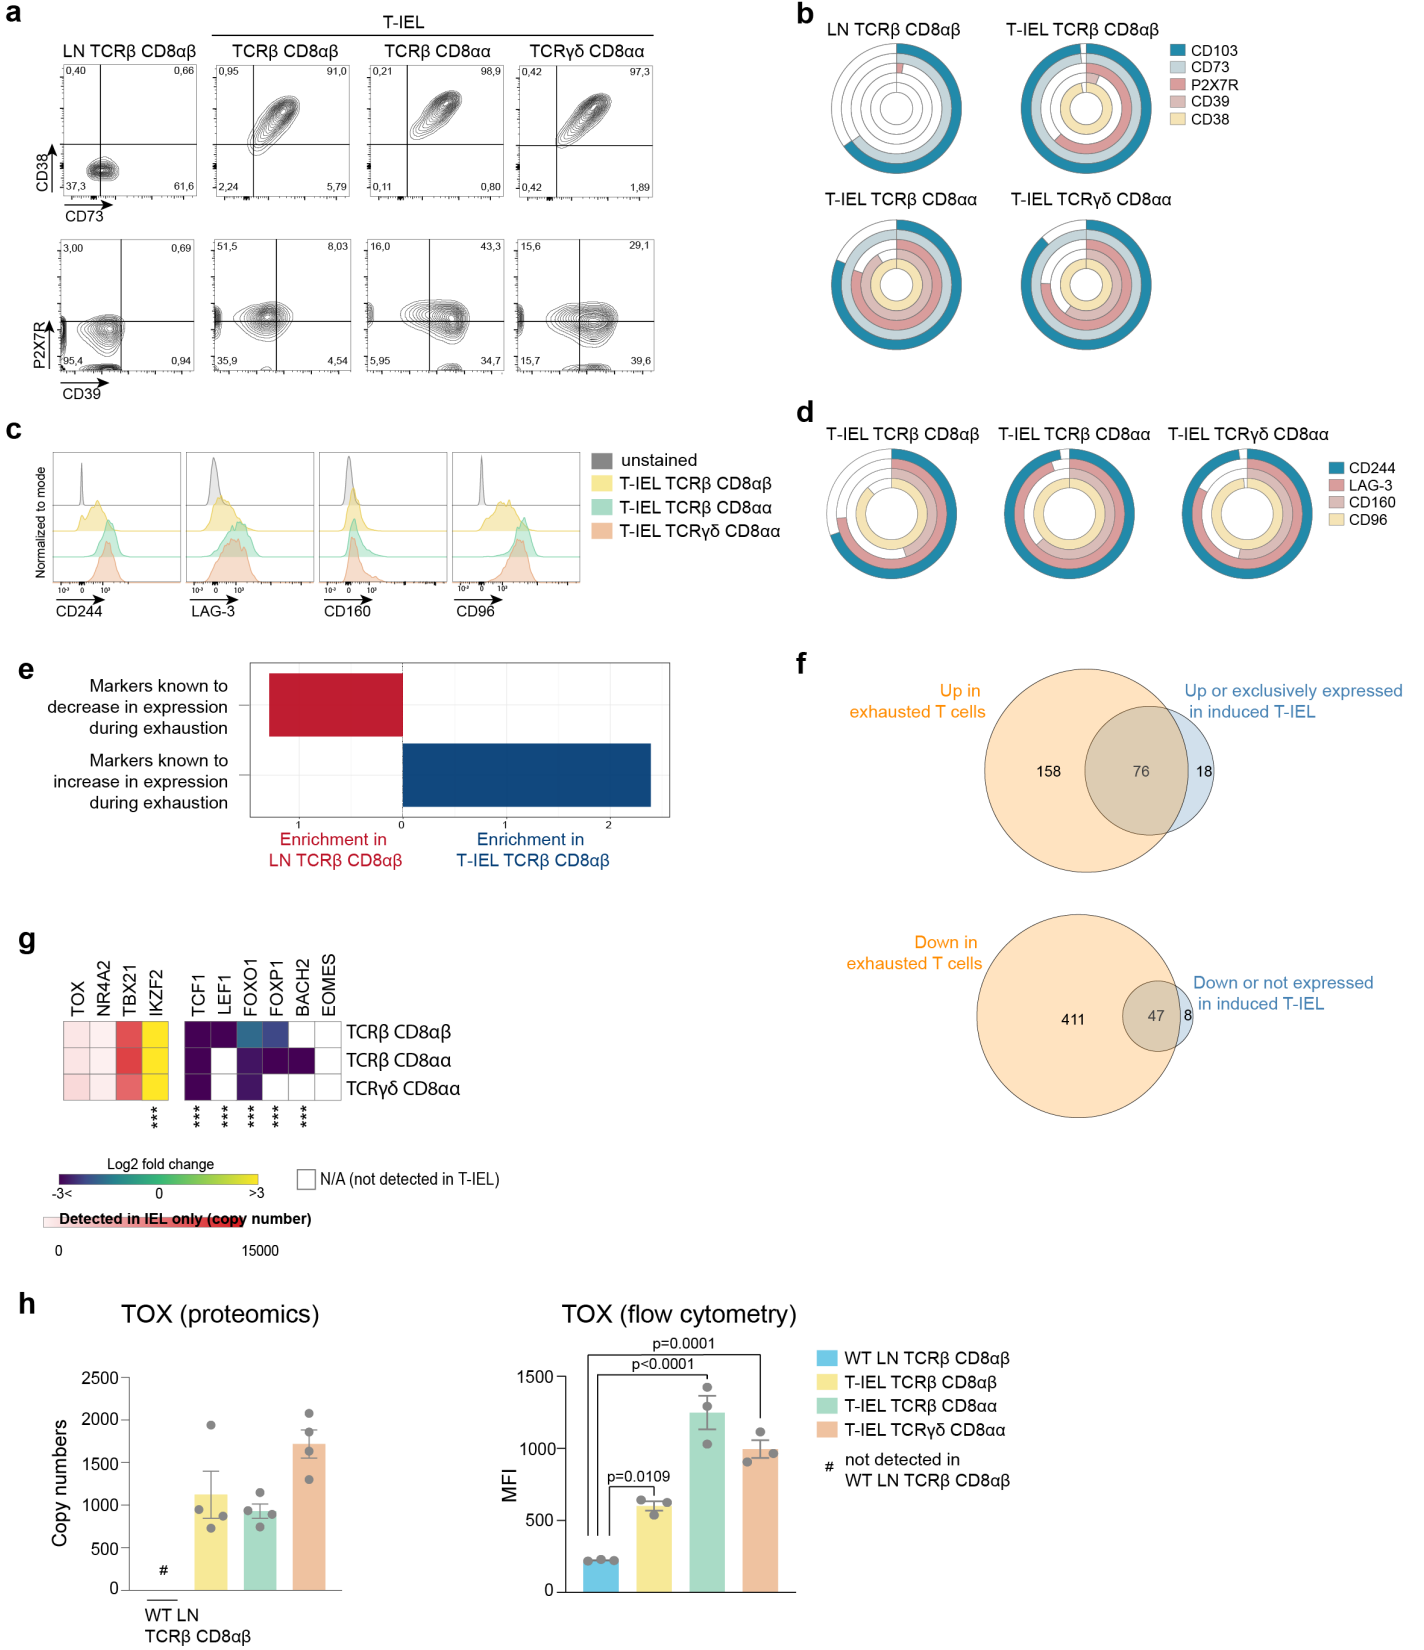 a
T-IEL
LN TCRβ CD8αβ
TCRβ CD8αβ
TCRβ CD8αα
TCRγδ CD8αα
0,40 0,66
37,3 61,6
0,95 91,0
2,24 5,79
0,21 98,9
0,11 0,80
0,42 97,3
0,42 1,89
CD38
CD73
3,00 0,69
95,4 0,94
51,5 8,03
35,9 4,54
16,0 43,3
5,95 34,7
15,6 29,1
15,7 39,6
P2X7R
CD39
b
LN TCRβ CD8αβ
T-IEL TCRβ CD8αβ
T-IEL TCRβ CD8αα
T-IEL TCRγδ CD8αα
CD103
CD73
P2X7R
CD39
CD38
c
Normalized to mode
10³ 0 10³
10³ 0 10³
10³ 0 10³
10³ 0 10³
CD244
LAG-3
CD160
CD96
unstained
T-IEL TCRβ CD8αβ
T-IEL TCRβ CD8αα
T-IEL TCRγδ CD8αα
d
T-IEL TCRβ CD8αβ
T-IEL TCRβ CD8αα
T-IEL TCRγδ CD8αα
CD244
LAG-3
CD160
CD96
e
Markers known to
decrease in expression
during exhaustion
Markers known to
increase in expression
during exhaustion
1 0 1 2
Enrichment in
LN TCRβ CD8αβ
Enrichment in
T-IEL TCRβ CD8αβ
f
Up in
exhausted T cells
Up or exclusively expressed
in induced T-IEL
158 76 18
Down in
exhausted T cells
Down or not expressed
in induced T-IEL
411 47 8
g
TOX
NR4A2
TBX21
IKZF2
TCF1
LEF1
FOXO1
FOXP1
BACH2
EOMES
TCRβ CD8αβ
TCRβ CD8αα
TCRγδ CD8αα
*** *** *** *** *** ***
Log2 fold change
-3< 0 >3
N/A (not detected in T-IEL)
Detected in IEL only (copy number)
0 15000
h
TOX (proteomics)
Copy numbers
2500
2000
1500
1000
500
0
#
WT LN
TCRβ CD8αβ
TOX (flow cytometry)
MFI
1500
1000
500
0
p=0.0001
p<0.0001
p=0.0109
WT LN TCRβ CD8αβ
T-IEL TCRβ CD8αβ
T-IEL TCRβ CD8αα
T-IEL TCRγδ CD8αα
# not detected in
WT LN TCRβ CD8αβ